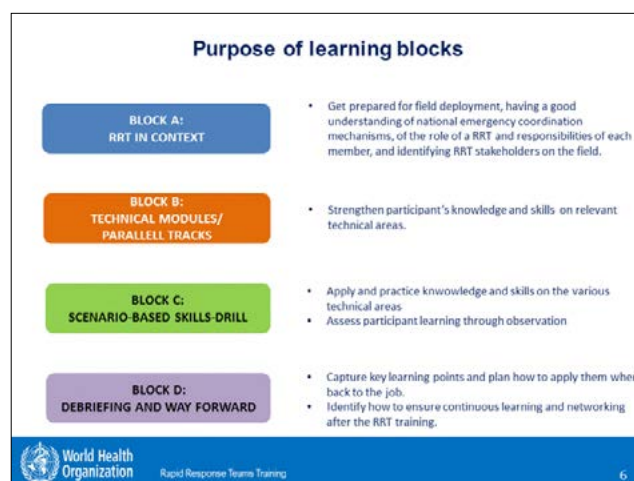 Purpose of learning blocks
BLOCK A:
RRT IN CONTEXT
• Get prepared for field deployment, having a good
understanding of national emergency coordination
mechanisms, of the role of a RRT and responsibilities of each
member, and identifying RRT stakeholders on the field.
BLOCK B:
TECHNICAL MODULES/
PARALLELL TRACKS
• Strengthen participant's knowledge and skills on relevant
technical areas.
BLOCK C:
SCENARIO-BASED SKILLS-DRILL
• Apply and practice knwowledge and skills on the various
technical areas
• Assess participant learning through observation
BLOCK D:
DEBRIEFING AND WAY FORWARD
• Capture key learning points and plan how to apply them when
back to the job.
• Identify how to ensure continuous learning and networking
after the RRT training.
World Health
Organization
Rapid Response Teams Training
6